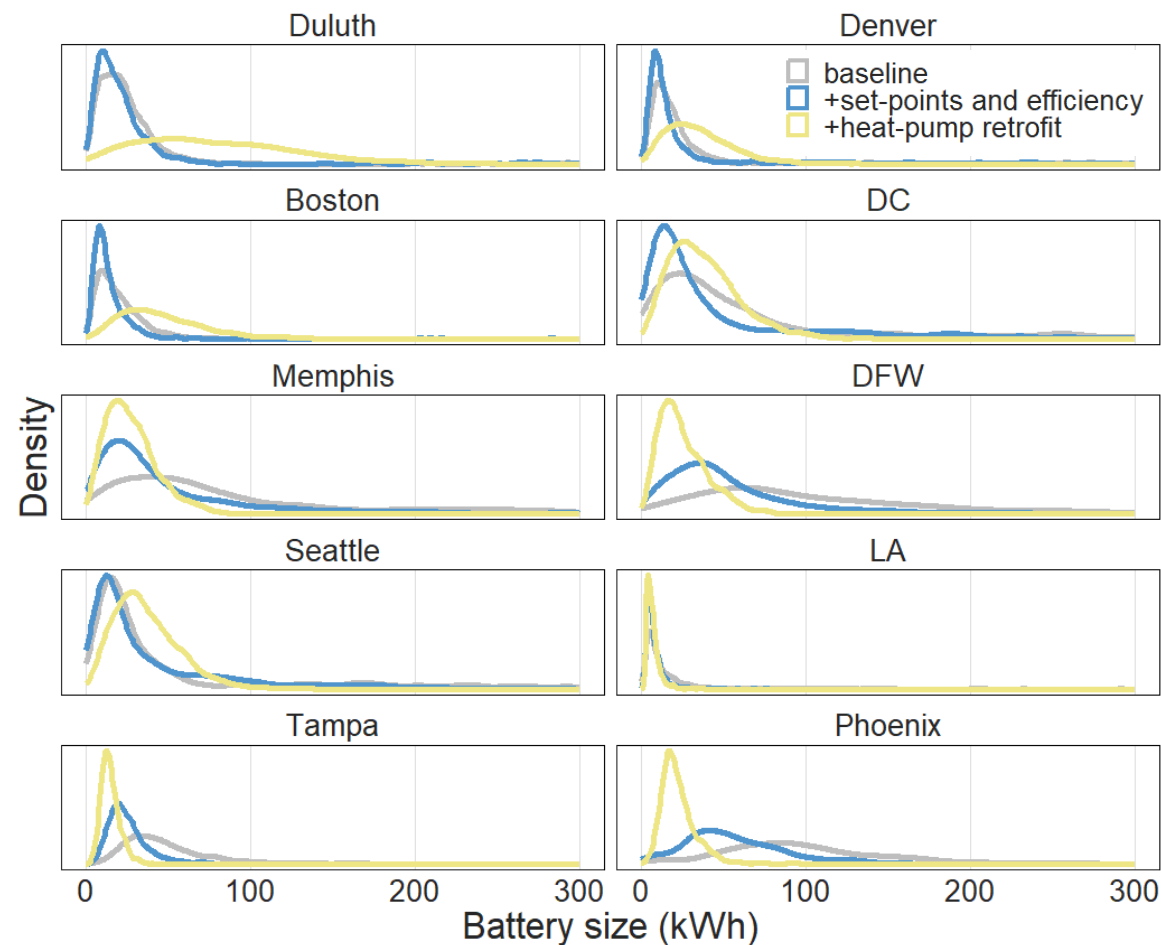 Duluth
Denver
baseline
+set-points and efficiency
+heat-pump retrofit
Boston
DC
Memphis
DFW
Density
Seattle
LA
Tampa
Phoenix
0 100 200 300 0 100 200 300
Battery size (kWh)